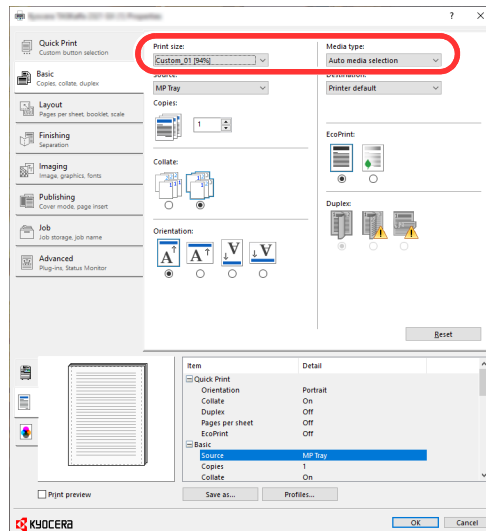 Properties
? X
Quick Print
Custom button selection
Basic
Copies, collate, duplex
Layout
Pages per sheet, booklet, scale
Finishing
Separation
Imaging
Image, graphics, fonts
Publishing
Cover mode, page insert
Job
Job storage, job name
Advanced
Plug-ins, Status Monitor
Print size:
Custom_01 [94%]
Media type:
Auto media selection
Source:
MP Tray
Destination:
Printer default
Copies:
1
EcoPrint:
Collate:
Duplex:
Orientation:
A A A A
Reset
Item Detail
Quick Print
Orientation Portrait
Collate On
Duplex Off
Pages per sheet Off
EcoPrint Off
Basic
Source MP Tray
Copies 1
Collate On
Print preview
Save as...
Profiles...
KYOCERA
OK
Cancel